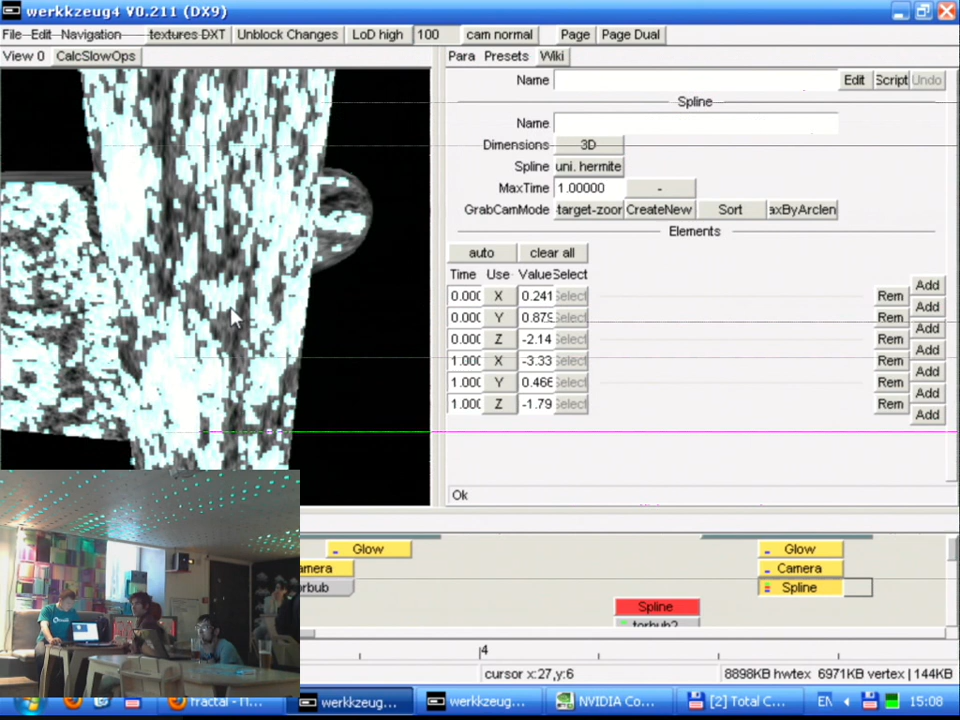 werkkzeug4 V0.211 (DX9)
File Edit Navigation textures DXT Unblock Changes LoD high 100 cam normal Page Page Dual
View 0 CalcSlowOps Para Presets Wiki
Name Edit Script Undo
Spline
Name
Dimensions 3D
Spline uni. hermite
MaxTime 1.00000 -
GrabCamMode -target-zoor CreateNew Sort axByArclen
Elements
auto clear all
Time Use Value Select
Add
0.000 X 0.241 Select Rem
Add
0.000 Y 0.879 Select Rem
Add
0.000 Z -2.14 Select Rem
Add
1.000 X -3.33 Select Rem
Add
1.000 Y 0.466 Select Rem
Add
1.000 Z -1.79 Select Rem
Add
Ok
Glow Glow
amera Camera
orbub Spline
Spline
torbub2
4
cursor x:27,y:6 8898KB hwtex 6971KB vertex | 144KB
werkkzeug... werkkzeug... NVIDIA Co... [2] Total C... EN 15:08